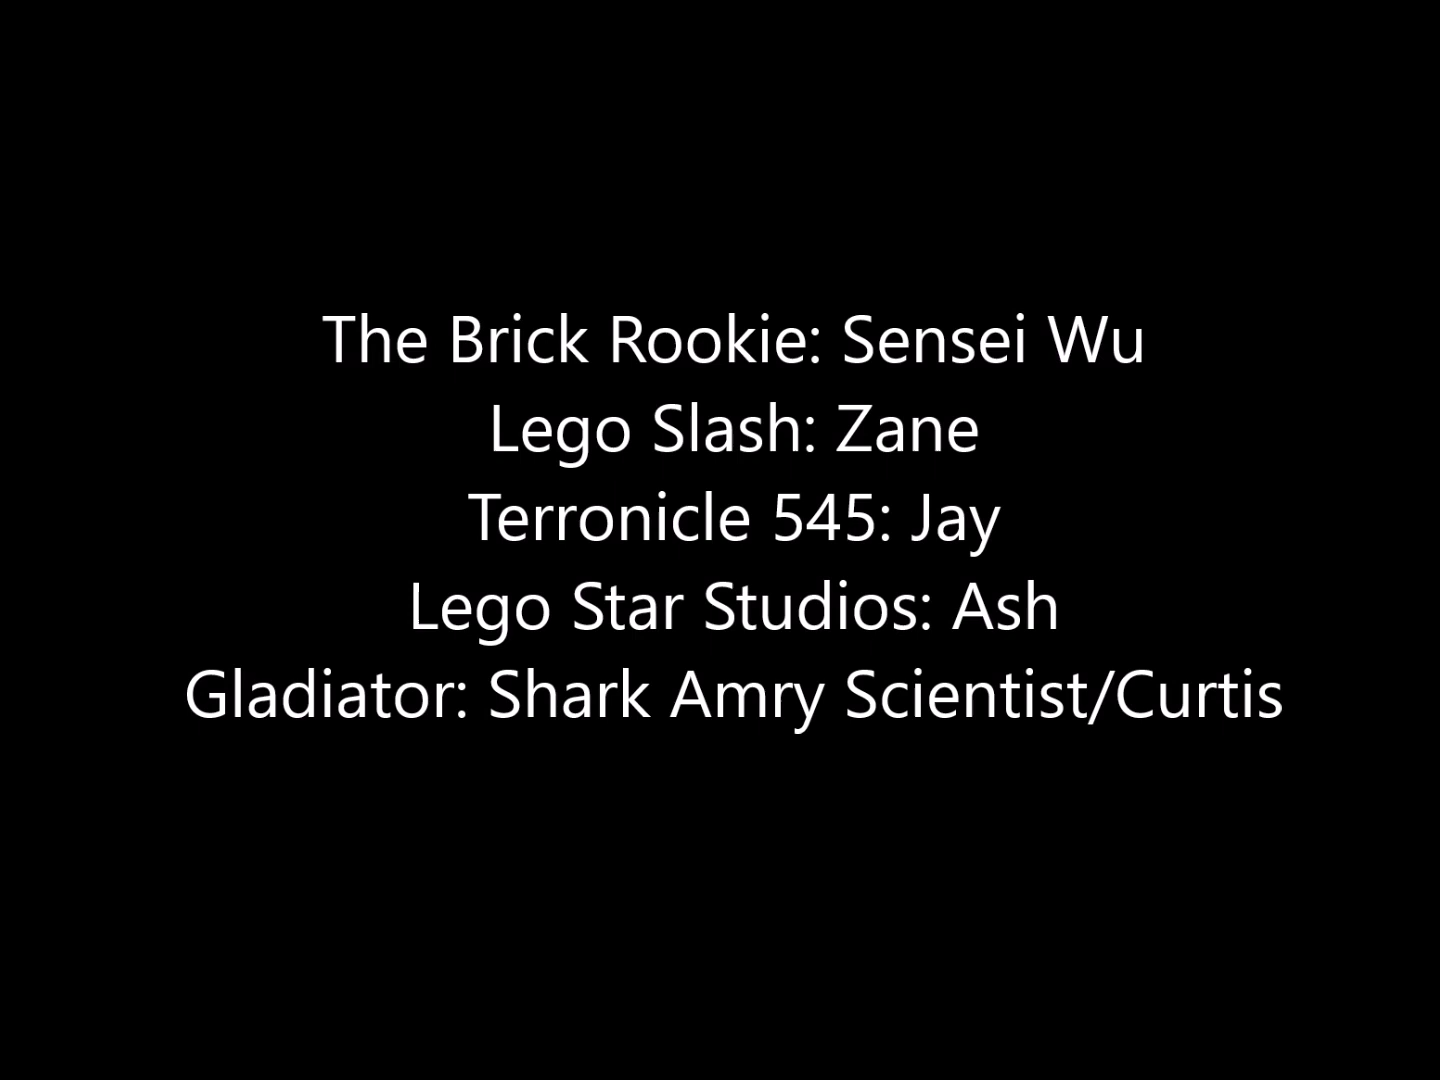 The Brick Rookie: Sensei Wu
Lego Slash: Zane
Terronicle 545: Jay
Lego Star Studios: Ash
Gladiator: Shark Amry Scientist/Curtis